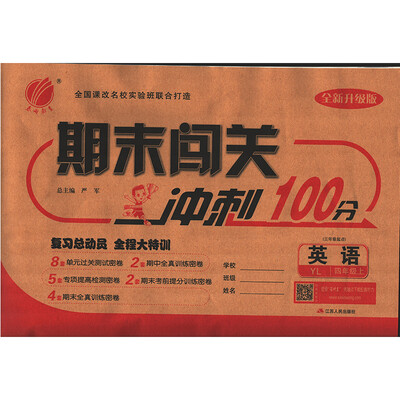 春雨教育
全国课改名校实验班联合打造
全新升级版
期末闯关
冲刺100分
总主编 严 军
复习总动员 全程大特训
8套单元过关测试密卷 2套期中全真训练密卷
5套专项提高检测密卷 2套期末考前提分训练密卷
4套期末全真训练密卷
学校
班级
姓名
英语
YL 四年级上
江苏人民出版社